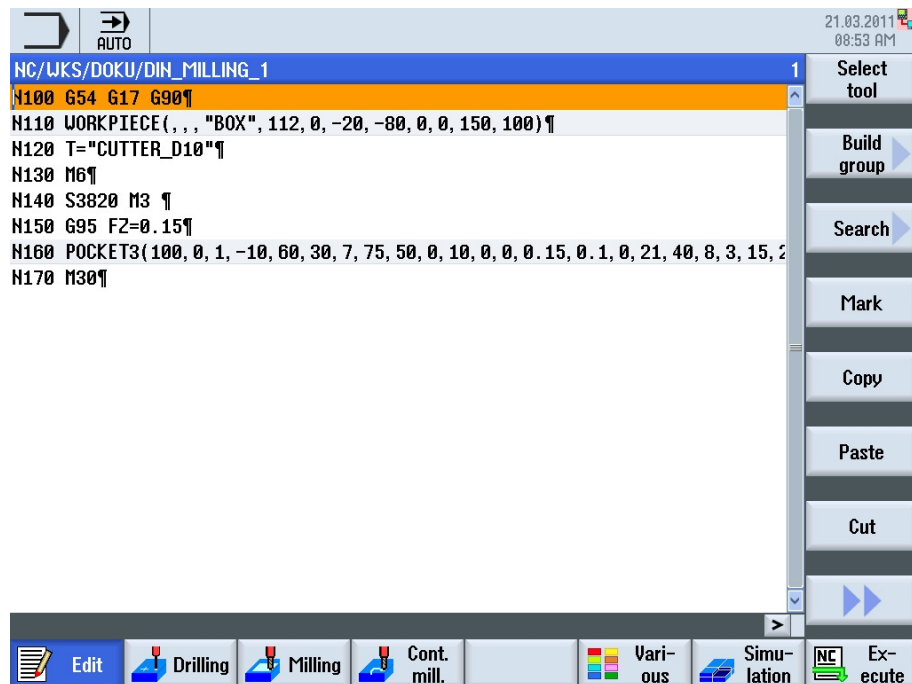 AUTO
21.03.2011
08:53 AM
NC/WKS/DOKU/DIN_MILLING_1 1
N100 G54 G17 G90¶
N110 WORKPIECE(,,,"BOX",112,0,-20,-80,0,0,150,100)¶
N120 T="CUTTER_D10"¶
N130 M6¶
N140 S3820 M3 ¶
N150 G95 FZ=0.15¶
N160 POCKET3(100,0,1,-10,60,30,7,75,50,0,10,0,0,0.15,0.1,0,21,40,8,3,15,2
N170 M30¶
Select
tool
Build
group
Search
Mark
Copy
Paste
Cut
>
Edit
Drilling
Milling
Cont.
mill.
Vari-
ous
Simu-
lation
NC
Ex-
ecute